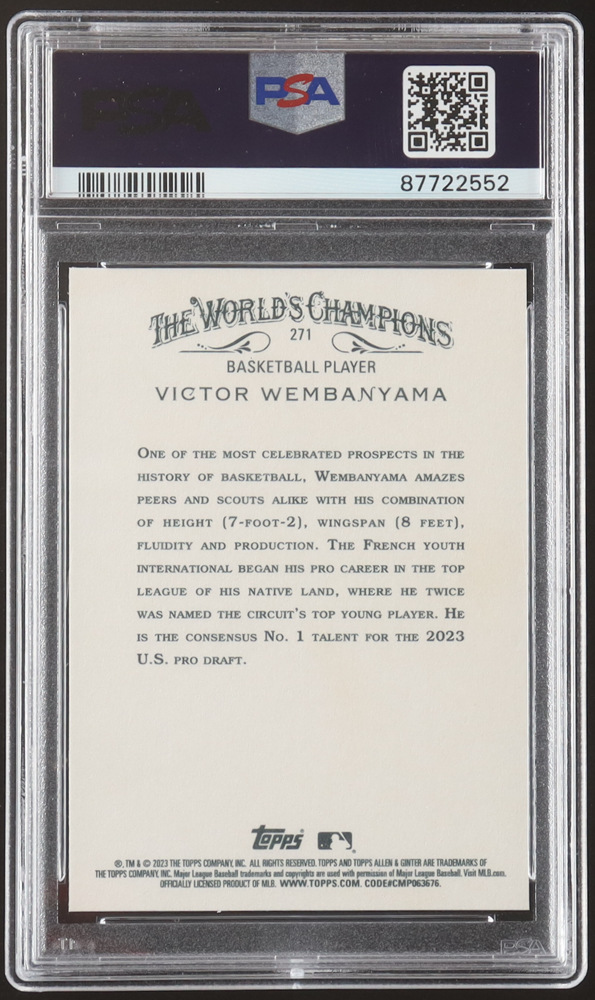 PSA
PSA
87722552
THE WORLD'S CHAMPIONS
271
BASKETBALL PLAYER
VICTOR WEMBANYAMA
ONE OF THE MOST CELEBRATED PROSPECTS IN THE
HISTORY OF BASKETBALL, WEMBANYAMA AMAZES
PEERS AND SCOUTS ALIKE WITH HIS COMBINATION
OF HEIGHT (7-FOOT-2), WINGSPAN (8 FEET),
FLUIDITY AND PRODUCTION. THE FRENCH YOUTH
INTERNATIONAL BEGAN HIS PRO CAREER IN THE TOP
LEAGUE OF HIS NATIVE LAND, WHERE HE TWICE
WAS NAMED THE CIRCUIT'S TOP YOUNG PLAYER. HE
IS THE CONSENSUS NO. 1 TALENT FOR THE 2023
U.S. PRO DRAFT.
Topps
®, TM & © 2023 THE TOPPS COMPANY, INC. ALL RIGHTS RESERVED. TOPPS AND TOPPS ALLEN & GINTER ARE TRADEMARKS OF
THE TOPPS COMPANY, INC. Major League Baseball trademarks and copyrights are used with permission of Major League Baseball. Visit MLB.com.
OFFICIALLY LICENSED PRODUCT OF MLB. WWW.TOPPS.COM. CODE#CMP063676.
PSA